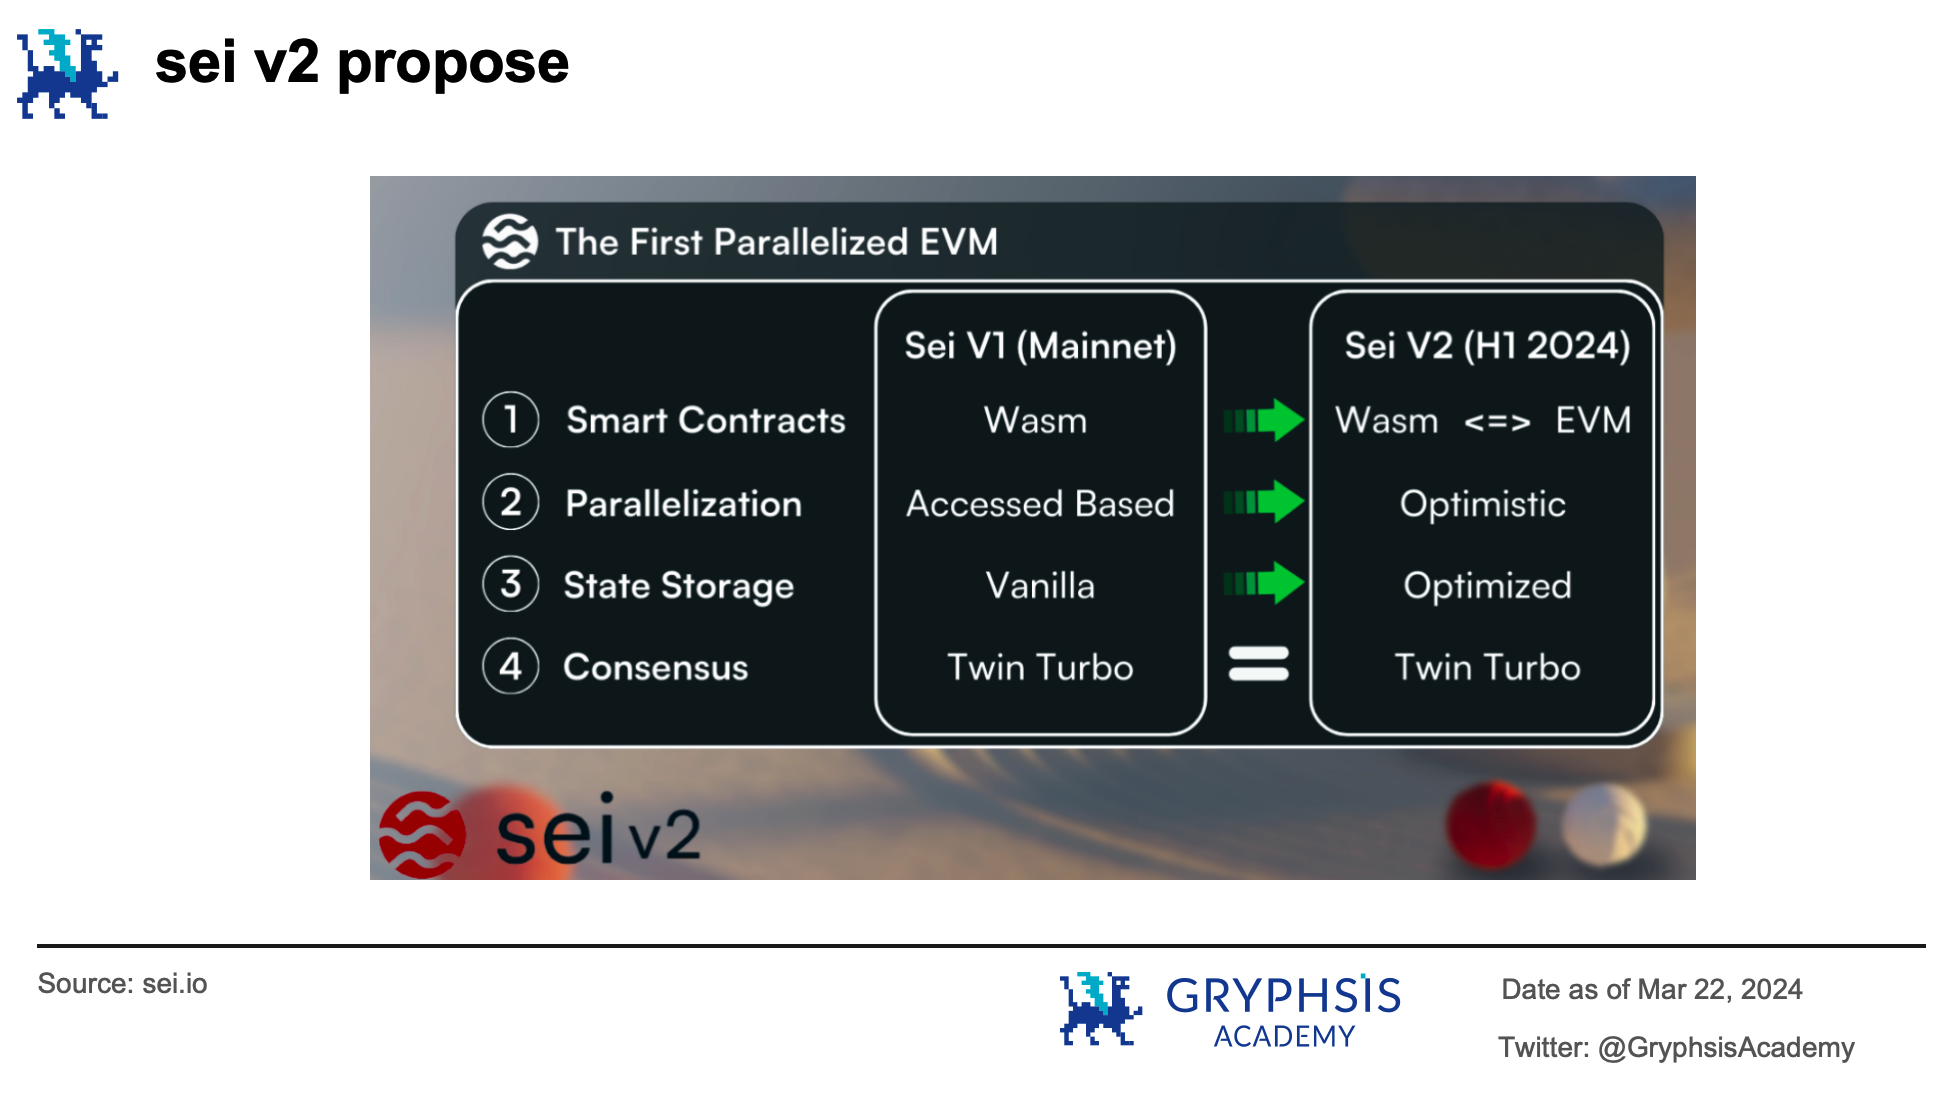 sei v2 propose
The First Parallelized EVM
Sei V1 (Mainnet) Sei V2 (H1 2024)
1 Smart Contracts Wasm Wasm <=> EVM
2 Parallelization Accessed Based Optimistic
3 State Storage Vanilla Optimized
4 Consensus Twin Turbo = Twin Turbo
sei v2
Source: sei.io
GRYPHSIS
ACADEMY
Date as of Mar 22, 2024
Twitter: @GryphsisAcademy